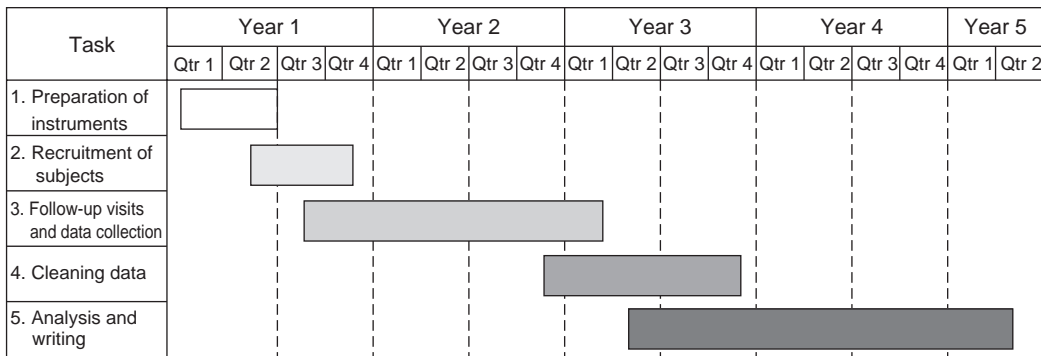 Task
Year 1 Year 2 Year 3 Year 4 Year 5
Qtr 1 Qtr 2 Qtr 3 Qtr 4 Qtr 1 Qtr 2 Qtr 3 Qtr 4 Qtr 1 Qtr 2 Qtr 3 Qtr 4 Qtr 1 Qtr 2 Qtr 3 Qtr 4 Qtr 1 Qtr 2
1. Preparation of
instruments
2. Recruitment of
subjects
3. Follow-up visits
and data collection
4. Cleaning data
5. Analysis and
writing